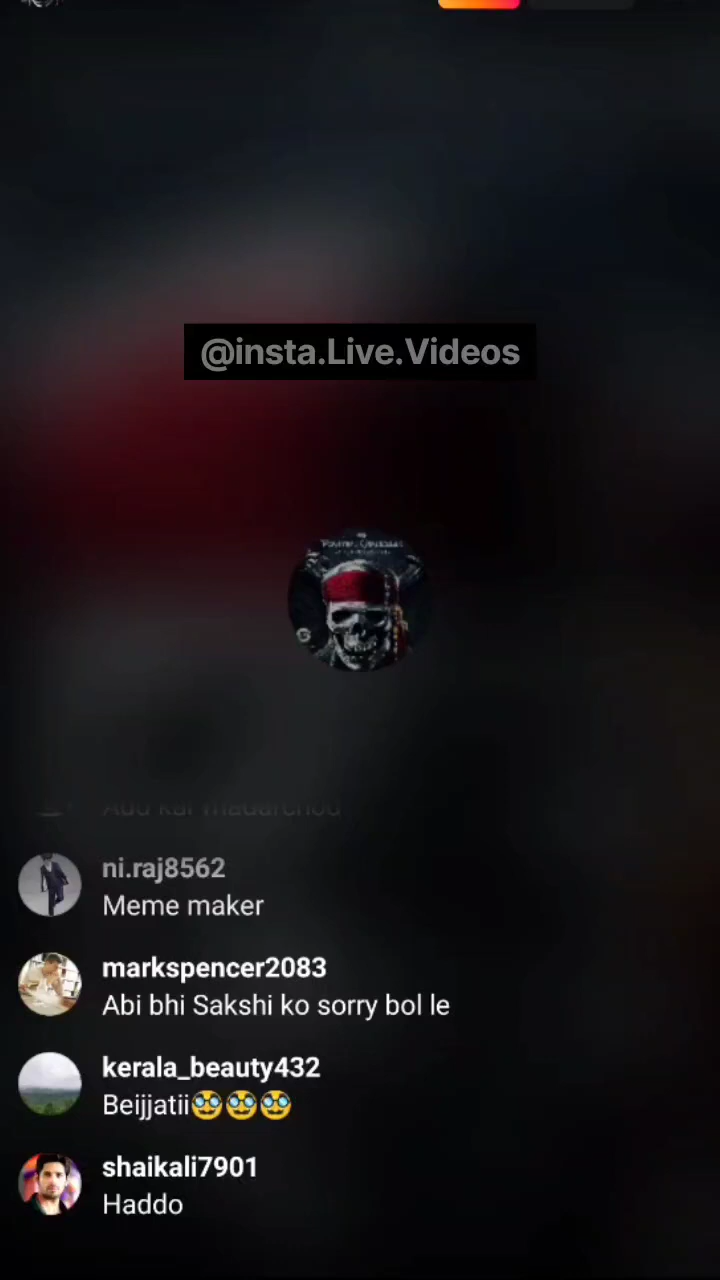 @insta.Live.Videos
ni.raj8562
Meme maker
markspencer2083
Abi bhi Sakshi ko sorry bol le
kerala_beauty432
Beijjatii🥸🥸🥸
shaikali7901
Haddo